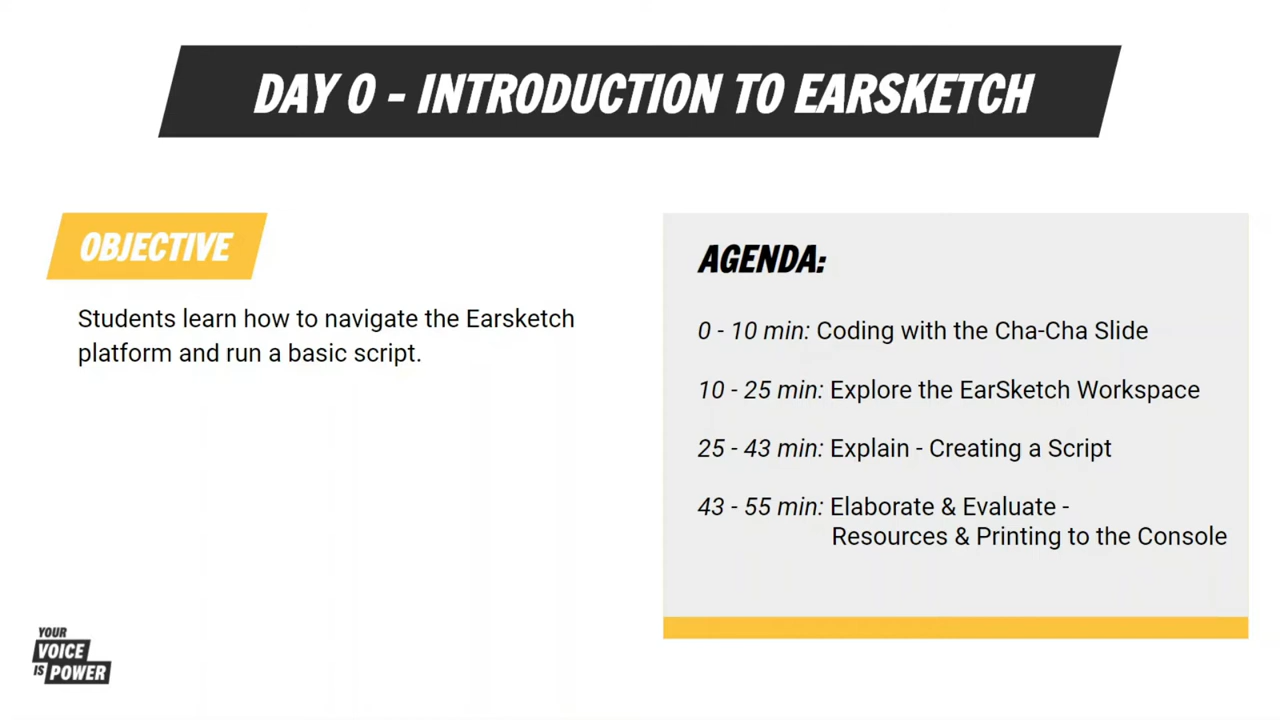 DAY 0 - INTRODUCTION TO EARSKETCH
OBJECTIVE
Students learn how to navigate the Earsketch
platform and run a basic script.
AGENDA:
0 - 10 min: Coding with the Cha-Cha Slide
10 - 25 min: Explore the EarSketch Workspace
25 - 43 min: Explain - Creating a Script
43 - 55 min: Elaborate & Evaluate -
Resources & Printing to the Console
YOUR
VOICE
IS POWER